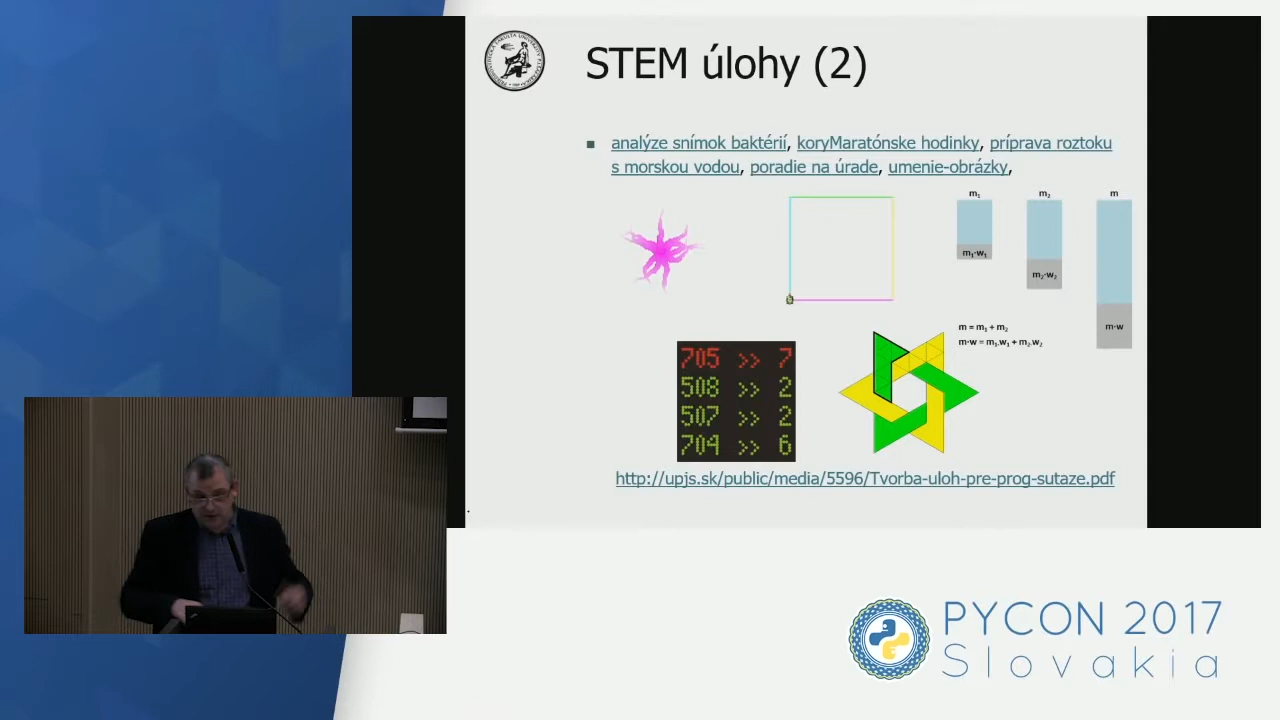 STEM úlohy (2)
analýze snímok baktérií, koryMaratónske hodinky, príprava roztoku
s morskou vodou, poradie na úrade, umenie-obrázky,
m₁
m₂
m
m₁·w₁
m₂·w₂
m·w
m = m₁ + m₂
m·w = m₁.w₁ + m₂.w₂
705 >> 7
508 >> 2
507 >> 2
704 >> 6
http://upjs.sk/public/media/5596/Tvorba-uloh-pre-prog-sutaze.pdf
PYCON 2017
Slovakia